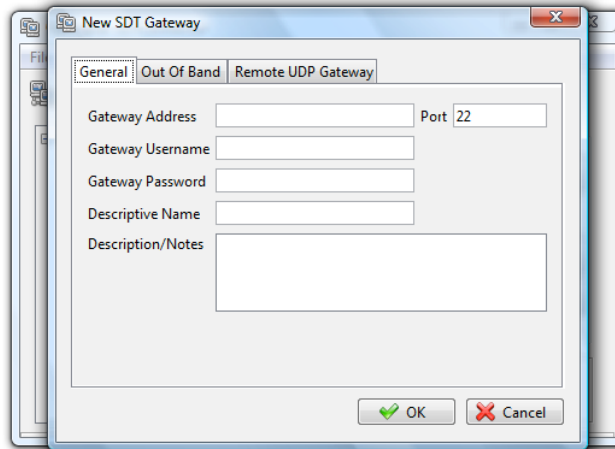 New SDT Gateway
File
General Out Of Band Remote UDP Gateway
Gateway Address Port 22
Gateway Username
Gateway Password
Descriptive Name
Description/Notes
OK Cancel